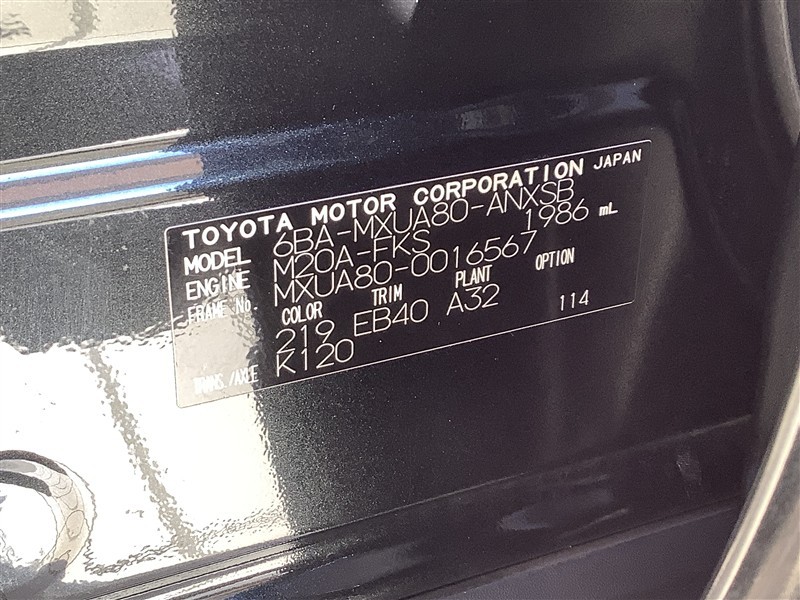 TOYOTA MOTOR CORPORATION JAPAN
MODEL 6BA-MXUA80-ANXSB
ENGINE M20A-FKS 1986 mL
FRAME No. MXUA80-0016567
COLOR TRIM PLANT OPTION
219 EB40 A32 114
TRANS./AXLE K120